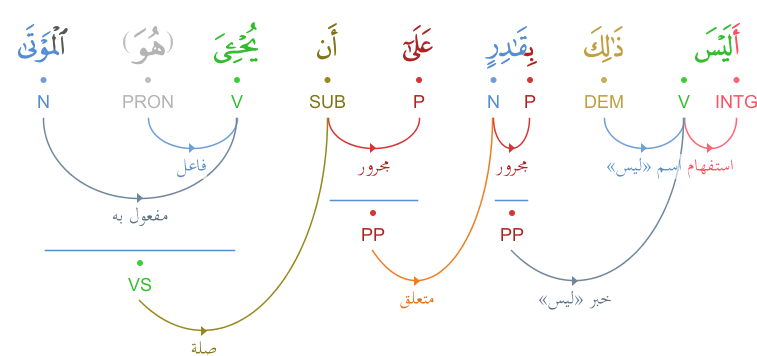 أَلَيْسَ ذَٰلِكَ بِقَٰدِرٍ عَلَىٰٓ أَن يُحْۦِىَ (هُوَ) ٱلْمَوْتَىٰ
INTG V DEM P N P SUB V PRON N
استفهام اسم «ليس» مجرور مجرور فاعل
مفعول به
PP PP
VS
خبر «ليس» متعلق
صلة